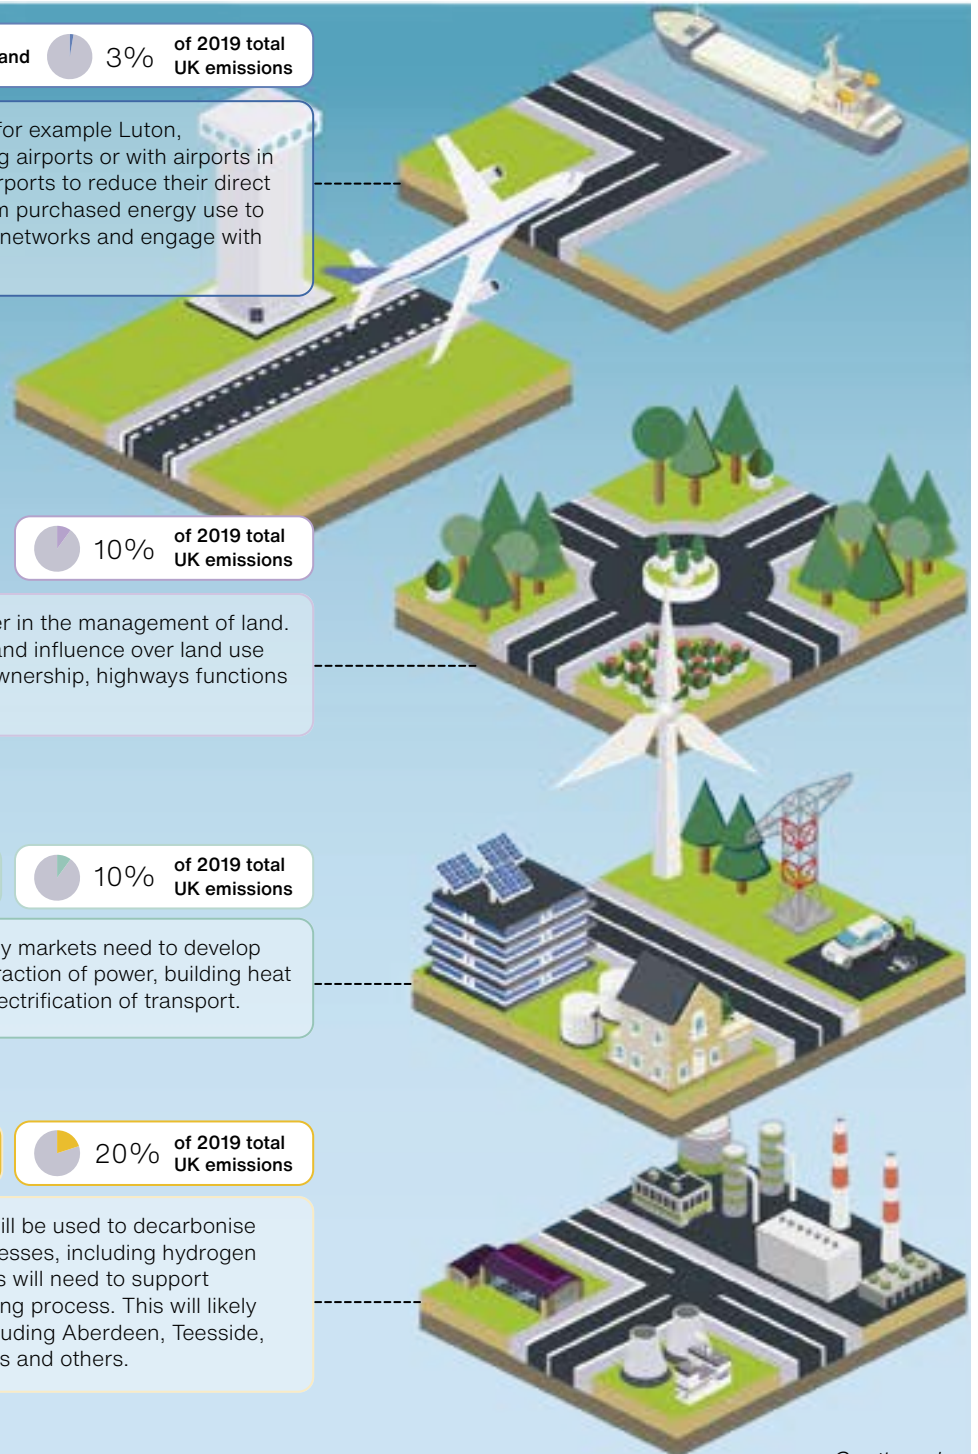 and
3%
of 2019 total
UK emissions
for example Luton,
g airports or with airports in
rports to reduce their direct
m purchased energy use to
networks and engage with
10%
of 2019 total
UK emissions
er in the management of land.
and influence over land use
wnership, highways functions
10%
of 2019 total
UK emissions
y markets need to develop
raction of power, building heat
ectrification of transport.
20%
of 2019 total
UK emissions
ill be used to decarbonise
esses, including hydrogen
s will need to support
ng process. This will likely
uding Aberdeen, Teesside,
s and others.